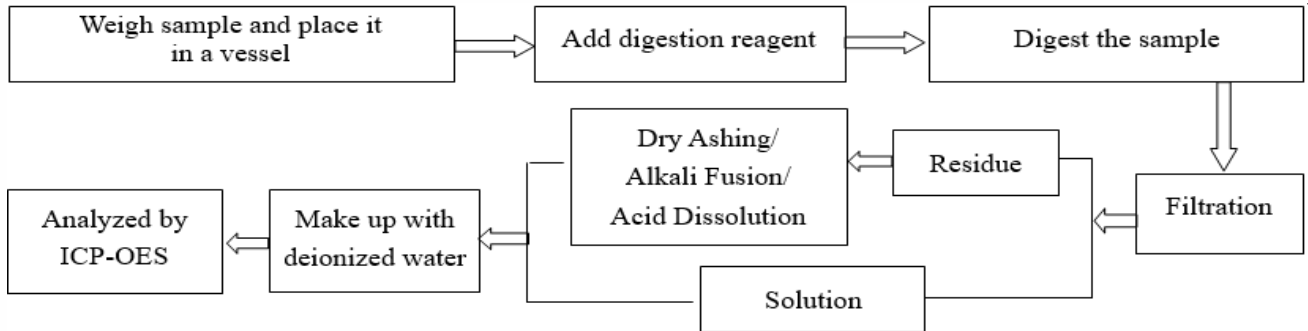 Weigh sample and place it
in a vessel
Add digestion reagent
Digest the sample
Dry Ashing/
Alkali Fusion/
Acid Dissolution
Residue
Filtration
Analyzed by
ICP-OES
Make up with
deionized water
Solution